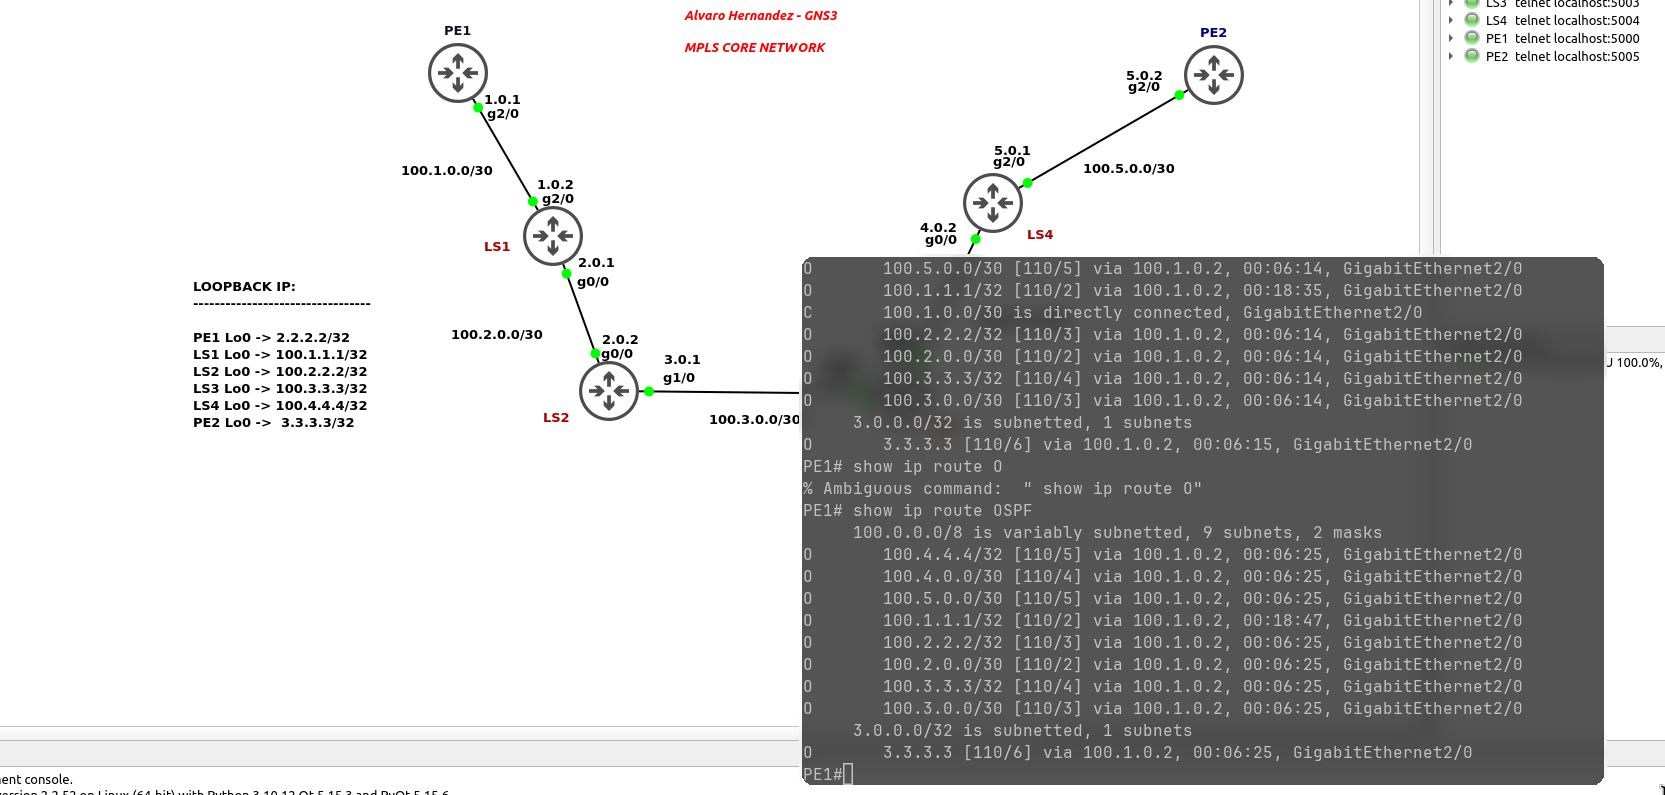 Alvaro Hernandez - GNS3
MPLS CORE NETWORK
PE1
1.0.1
g2/0
100.1.0.0/30
1.0.2
g2/0
LS1
2.0.1
g0/0
100.2.0.0/30
2.0.2
g0/0
LS2
3.0.1
g1/0
100.3.0.0/30
PE2
5.0.2
g2/0
5.0.1
g2/0
100.5.0.0/30
4.0.2
g0/0
LS4
LOOPBACK IP:
---------------------------------
PE1 Lo0 -> 2.2.2.2/32
LS1 Lo0 -> 100.1.1.1/32
LS2 Lo0 -> 100.2.2.2/32
LS3 Lo0 -> 100.3.3.3/32
LS4 Lo0 -> 100.4.4.4/32
PE2 Lo0 ->  3.3.3.3/32
LS3 telnet localhost:5003
LS4 telnet localhost:5004
PE1 telnet localhost:5000
PE2 telnet localhost:5005
100.0%,
O       100.5.0.0/30 [110/5] via 100.1.0.2, 00:06:14, GigabitEthernet2/0
O       100.1.1.1/32 [110/2] via 100.1.0.2, 00:18:35, GigabitEthernet2/0
C       100.1.0.0/30 is directly connected, GigabitEthernet2/0
O       100.2.2.2/32 [110/3] via 100.1.0.2, 00:06:14, GigabitEthernet2/0
O       100.2.0.0/30 [110/2] via 100.1.0.2, 00:06:14, GigabitEthernet2/0
O       100.3.3.3/32 [110/4] via 100.1.0.2, 00:06:14, GigabitEthernet2/0
O       100.3.0.0/30 [110/3] via 100.1.0.2, 00:06:14, GigabitEthernet2/0
     3.0.0.0/32 is subnetted, 1 subnets
O       3.3.3.3 [110/6] via 100.1.0.2, 00:06:15, GigabitEthernet2/0
PE1# show ip route O
% Ambiguous command:  " show ip route O"
PE1# show ip route OSPF
     100.0.0.0/8 is variably subnetted, 9 subnets, 2 masks
O       100.4.4.4/32 [110/5] via 100.1.0.2, 00:06:25, GigabitEthernet2/0
O       100.4.0.0/30 [110/4] via 100.1.0.2, 00:06:25, GigabitEthernet2/0
O       100.5.0.0/30 [110/5] via 100.1.0.2, 00:06:25, GigabitEthernet2/0
O       100.1.1.1/32 [110/2] via 100.1.0.2, 00:18:47, GigabitEthernet2/0
O       100.2.2.2/32 [110/3] via 100.1.0.2, 00:06:25, GigabitEthernet2/0
O       100.2.0.0/30 [110/2] via 100.1.0.2, 00:06:25, GigabitEthernet2/0
O       100.3.3.3/32 [110/4] via 100.1.0.2, 00:06:25, GigabitEthernet2/0
O       100.3.0.0/30 [110/3] via 100.1.0.2, 00:06:25, GigabitEthernet2/0
     3.0.0.0/32 is subnetted, 1 subnets
O       3.3.3.3 [110/6] via 100.1.0.2, 00:06:25, GigabitEthernet2/0
PE1#
ent console.